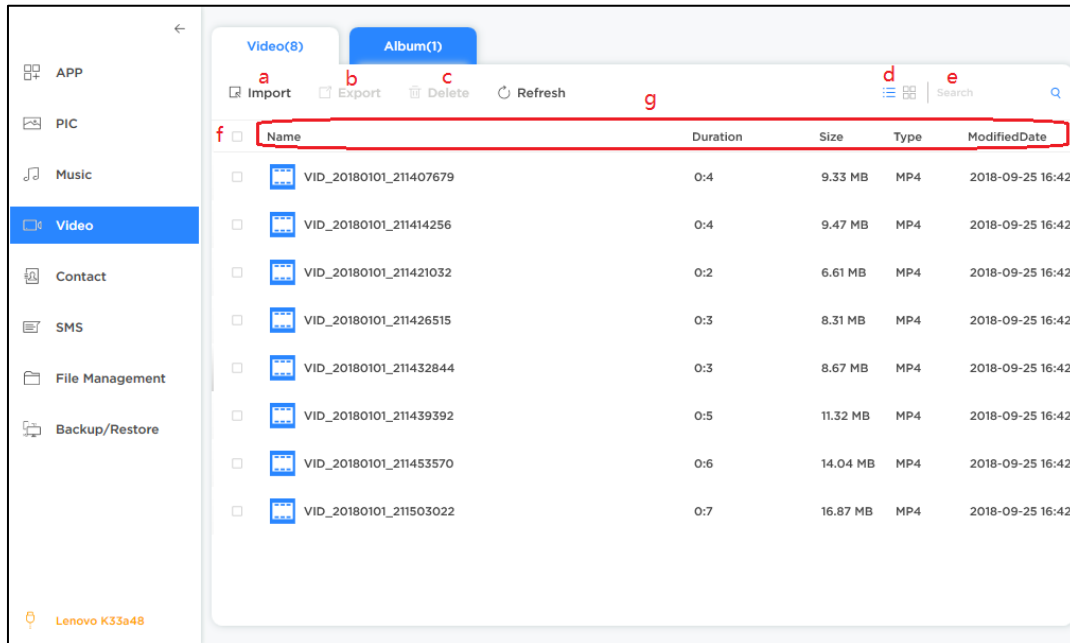 Video(8) Album(1)
APP
a b c d e
Import Export Delete Refresh Search
g
PIC
f Name Duration Size Type ModifiedDate
Music
VID_20180101_211407679 0:4 9.33 MB MP4 2018-09-25 16:42
Video
VID_20180101_211414256 0:4 9.47 MB MP4 2018-09-25 16:42
Contact
VID_20180101_211421032 0:2 6.61 MB MP4 2018-09-25 16:42
SMS
VID_20180101_211426515 0:3 8.31 MB MP4 2018-09-25 16:42
File Management
VID_20180101_211432844 0:3 8.67 MB MP4 2018-09-25 16:42
Backup/Restore
VID_20180101_211439392 0:5 11.32 MB MP4 2018-09-25 16:42
VID_20180101_211453570 0:6 14.04 MB MP4 2018-09-25 16:42
VID_20180101_211503022 0:7 16.87 MB MP4 2018-09-25 16:42
Lenovo K33a48